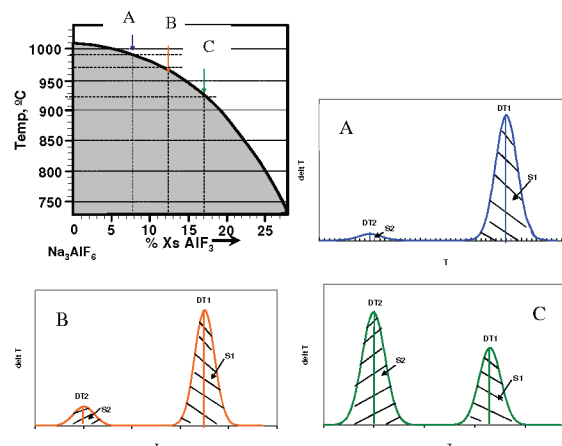 A
B
C
1000
950
925
900
850
800
750
Temp, ºC
0
5
10
15
20
25
% Xs AlF3
Na3AlF6
A
DT1
S1
DT2
S2
delt T
T
B
DT1
S1
DT2
S2
delt T
C
DT2
S2
DT1
S1
delt T